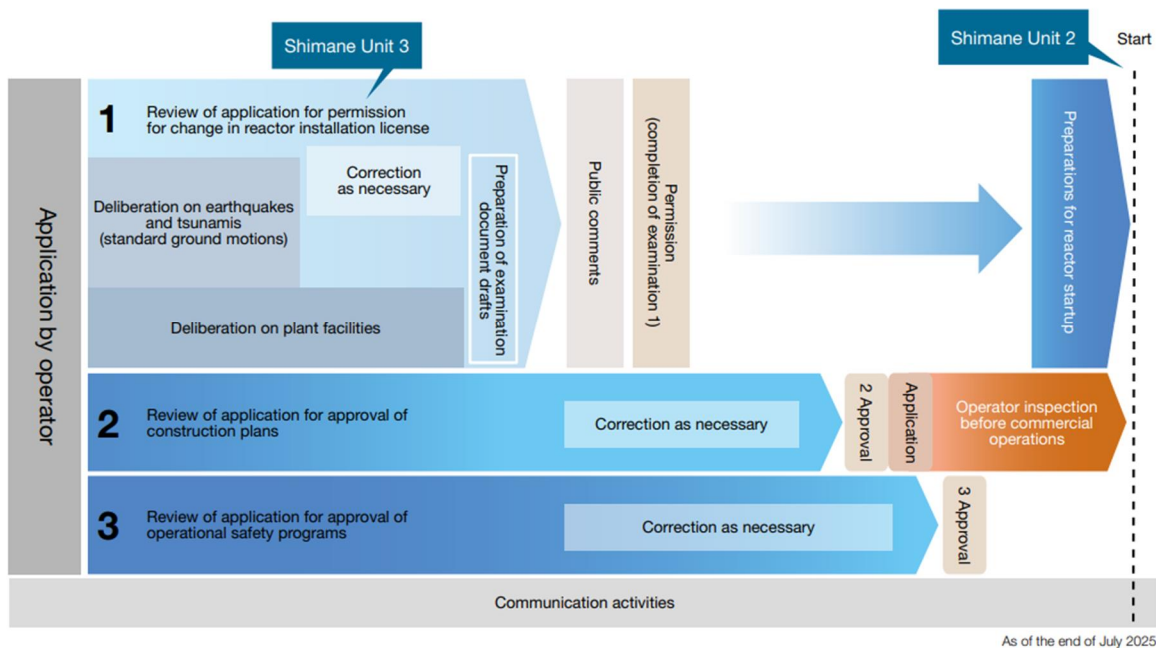 Shimane Unit 3
Shimane Unit 2
Start
Application by operator
1
Review of application for permission
for change in reactor installation license
Deliberation on earthquakes
and tsunamis
(standard ground motions)
Correction
as necessary
Deliberation on plant facilities
Preparation of examination
document drafts
Public comments
Permission
(completion of examination 1)
Preparations for reactor startup
2
Review of application for approval of
construction plans
Correction as necessary
2 Approval
Application
Operator inspection
before commercial
operations
3
Review of application for approval of
operational safety programs
Correction as necessary
3 Approval
Communication activities
As of the end of July 2025